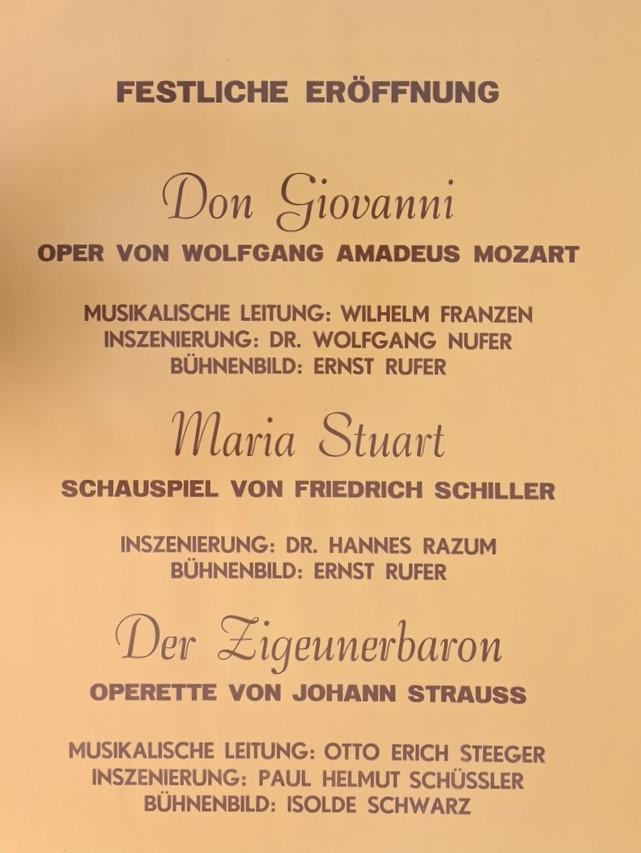 FESTLICHE ERÖFFNUNG
Don Giovanni
OPER VON WOLFGANG AMADEUS MOZART
MUSIKALISCHE LEITUNG: WILHELM FRANZEN
INSZENIERUNG: DR. WOLFGANG NUFER
BÜHNENBILD: ERNST RUFER
Maria Stuart
SCHAUSPIEL VON FRIEDRICH SCHILLER
INSZENIERUNG: DR. HANNES RAZUM
BÜHNENBILD: ERNST RUFER
Der Zigeunerbaron
OPERETTE VON JOHANN STRAUSS
MUSIKALISCHE LEITUNG: OTTO ERICH STEEGER
INSZENIERUNG: PAUL HELMUT SCHÜSSLER
BÜHNENBILD: ISOLDE SCHWARZ